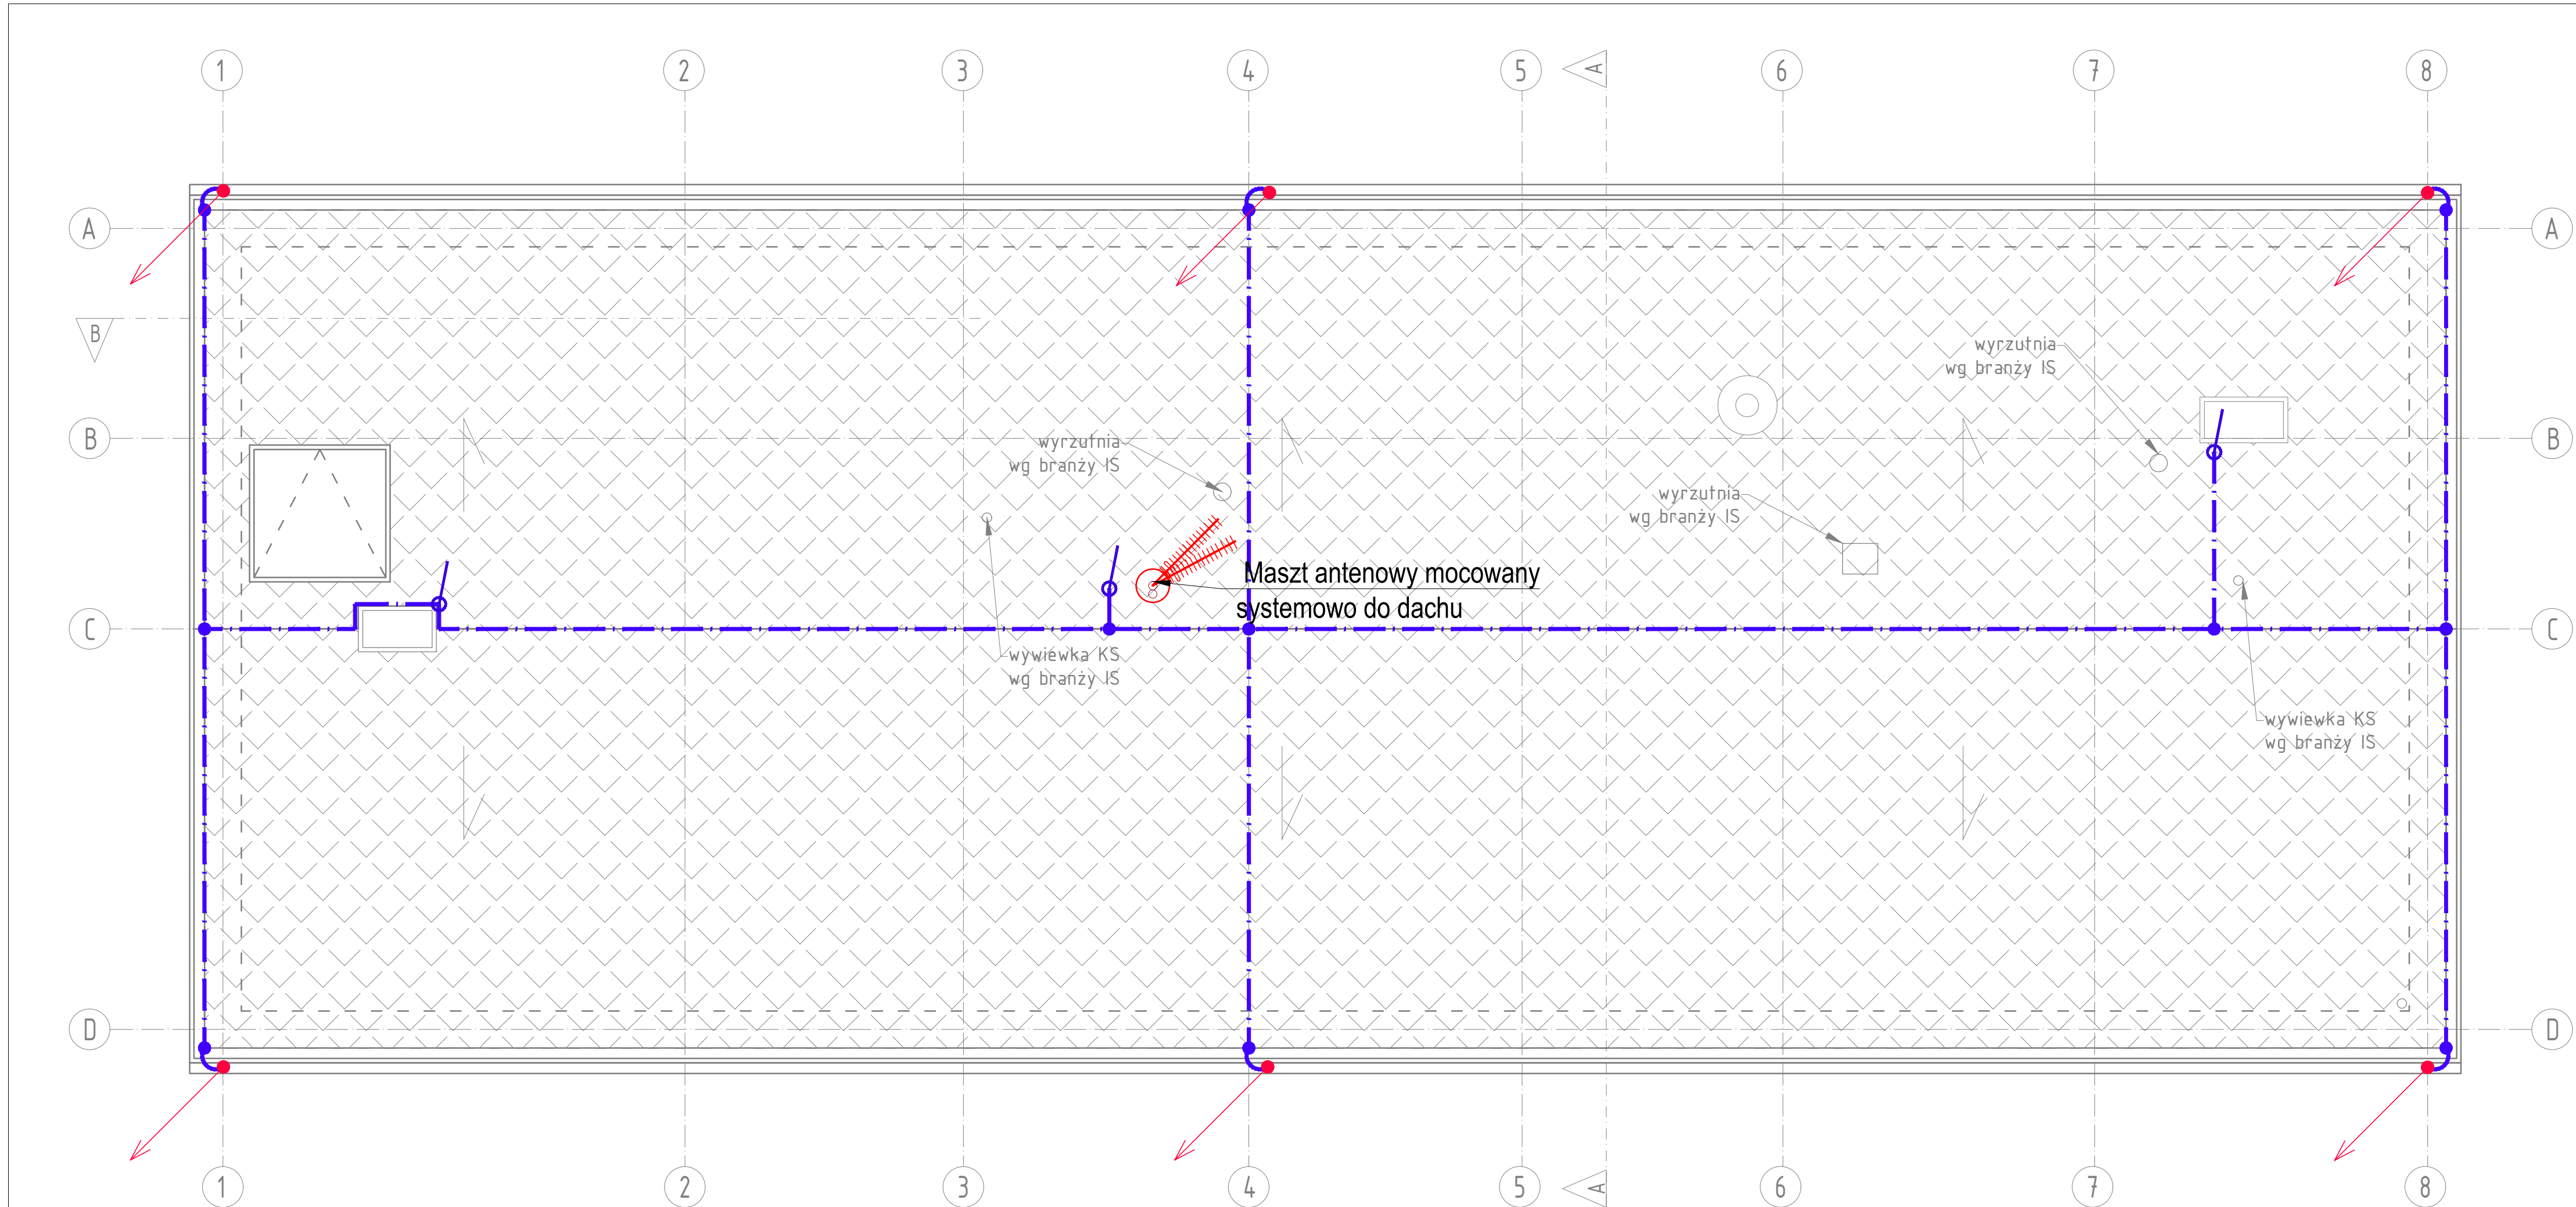 1 2 3 4 5 A 6 7 8
A A
B
wyrzutnia
wg branży IS
B B
wyrzutnia
wg branży IS
wyrzutnia
wg branży IS
Maszt antenowy mocowany
systemowo do dachu
C C
wywiewka KS
wg branży IS
wywiewka KS
wg branży IS
D D
1 2 3 4 5 A 6 7 8